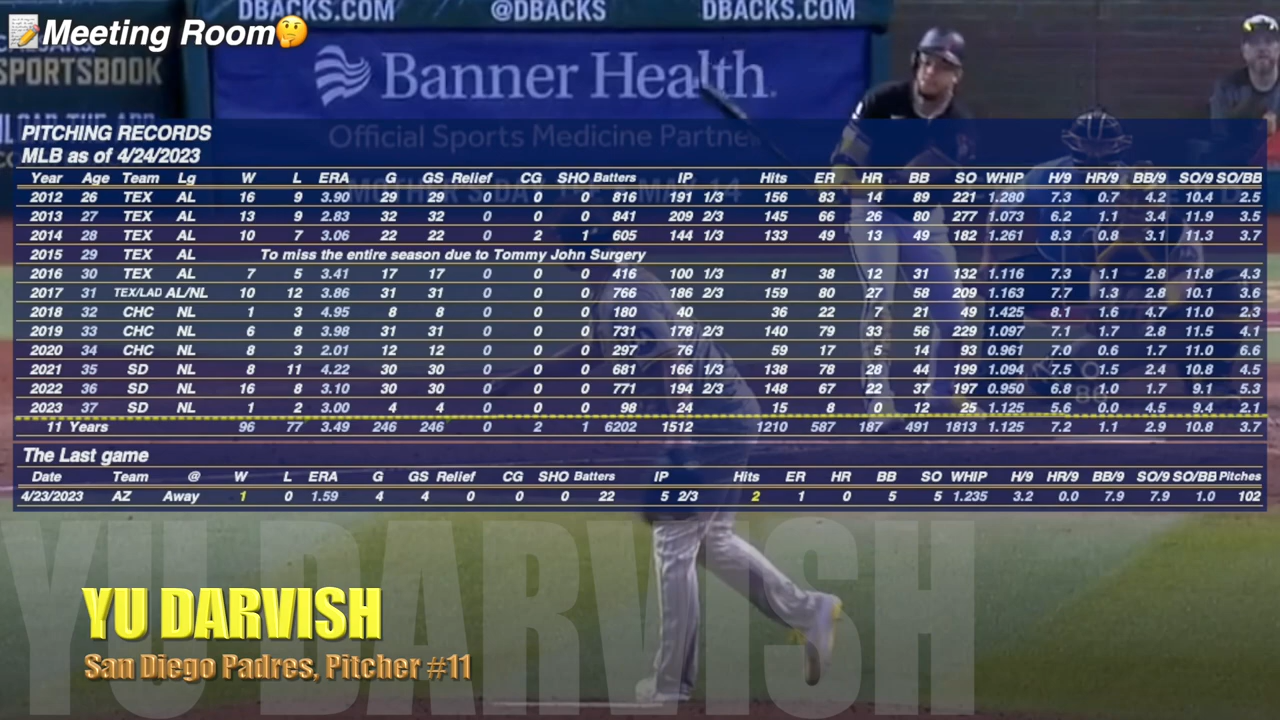 DBACKS.COM @DBACKS DBACKS.COM
📝Meeting Room🤔
SPORTSBOOK
Banner Health.
Official Sports Medicine Partner
PITCHING RECORDS
MLB as of 4/24/2023
Year Age Team Lg W L ERA G GS Relief CG SHO Batters IP Hits ER HR BB SO WHIP H/9 HR/9 BB/9 SO/9 SO/BB
2012 26 TEX AL 16 9 3.90 29 29 0 0 0 816 191 1/3 156 83 14 89 221 1.280 7.3 0.7 4.2 10.4 2.5
2013 27 TEX AL 13 9 2.83 32 32 0 0 0 841 209 2/3 145 66 26 80 277 1.073 6.2 1.1 3.4 11.9 3.5
2014 28 TEX AL 10 7 3.06 22 22 0 2 1 605 144 1/3 133 49 13 49 182 1.261 8.3 0.8 3.1 11.3 3.7
2015 29 TEX AL To miss the entire season due to Tommy John Surgery
2016 30 TEX AL 7 5 3.41 17 17 0 0 0 416 100 1/3 81 38 12 31 132 1.116 7.3 1.1 2.8 11.8 4.3
2017 31 TEX/LAD AL/NL 10 12 3.86 31 31 0 0 0 766 186 2/3 159 80 27 58 209 1.163 7.7 1.3 2.8 10.1 3.6
2018 32 CHC NL 1 3 4.95 8 8 0 0 0 180 40 36 22 7 21 49 1.425 8.1 1.6 4.7 11.0 2.3
2019 33 CHC NL 6 8 3.98 31 31 0 0 0 731 178 2/3 140 79 33 56 229 1.097 7.1 1.7 2.8 11.5 4.1
2020 34 CHC NL 8 3 2.01 12 12 0 0 0 297 76 59 17 5 14 93 0.961 7.0 0.6 1.7 11.0 6.6
2021 35 SD NL 8 11 4.22 30 30 0 0 0 681 166 1/3 138 78 28 44 199 1.094 7.5 1.5 2.4 10.8 4.5
2022 36 SD NL 16 8 3.10 30 30 0 0 0 771 194 2/3 148 67 22 37 197 0.950 6.8 1.0 1.7 9.1 5.3
2023 37 SD NL 1 2 3.00 4 4 0 0 0 98 24 15 8 0 12 25 1.125 5.6 0.0 4.5 9.4 2.1
11 Years 96 77 3.49 246 246 0 2 1 6202 1512 1210 587 187 491 1813 1.125 7.2 1.1 2.9 10.8 3.7
The Last game
Date Team @ W L ERA G GS Relief CG SHO Batters IP Hits ER HR BB SO WHIP H/9 HR/9 BB/9 SO/9 SO/BB Pitches
4/23/2023 AZ Away 1 0 1.59 4 4 0 0 0 22 5 2/3 2 1 0 5 5 1.235 3.2 0.0 7.9 7.9 1.0 102
YU DARVISH
YU DARVISH
San Diego Padres, Pitcher #11